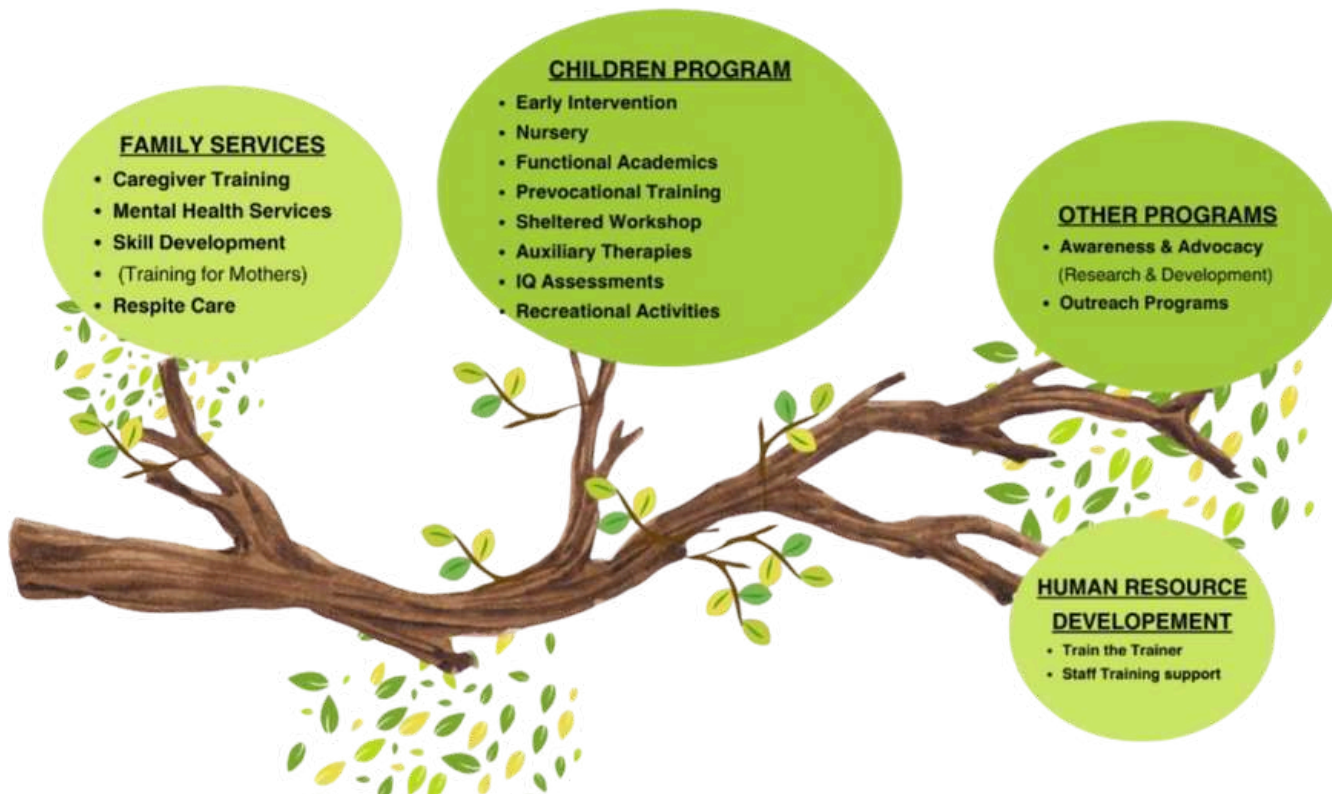 FAMILY SERVICES
• Caregiver Training
• Mental Health Services
• Skill Development
• (Training for Mothers)
• Respite Care
CHILDREN PROGRAM
• Early Intervention
• Nursery
• Functional Academics
• Prevocational Training
• Sheltered Workshop
• Auxiliary Therapies
• IQ Assessments
• Recreational Activities
OTHER PROGRAMS
• Awareness & Advocacy
(Research & Development)
• Outreach Programs
HUMAN RESOURCE
DEVELOPEMENT
• Train the Trainer
• Staff Training support